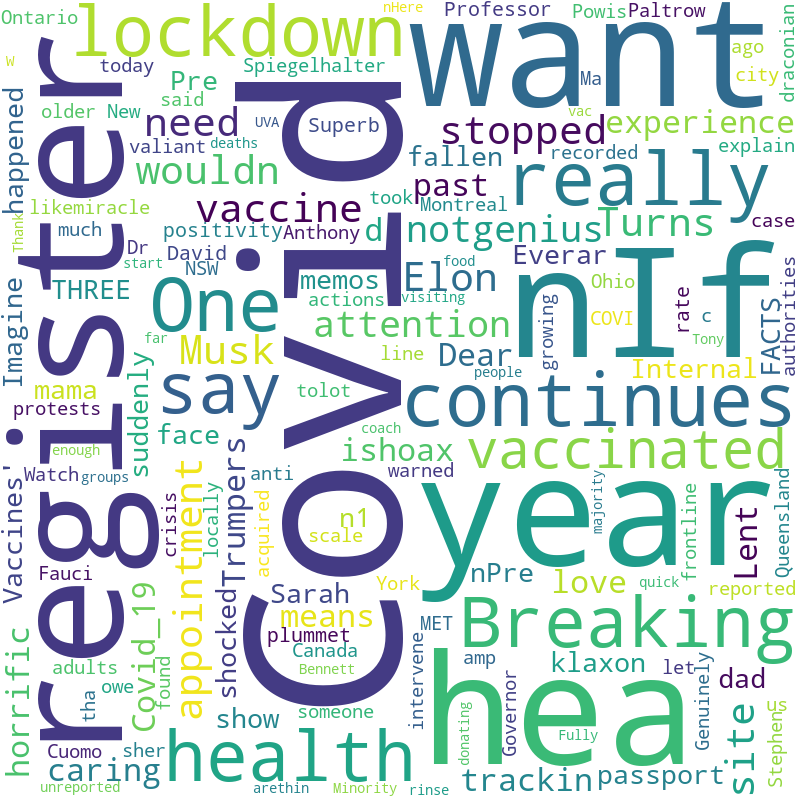 Ontario
lockdown
nHere
Professor
Powis
Paltrow
want
draconian
W
today
Spiegelhalter
Pre
said
ago
city
Ma
older
New
need
UVA
Superb
stopped
experience
valiant
deaths
explain
happened
register
Covid
wouldn
fallen
recorded
past
really
likemiracle
vaccine
took
Montreal
vac
case
much
positivity
Anthony
d
notgenius
Turns
Thank
Dr
David
start
NSW
memos
Elon
Everar
nIf
Imagine
THREE
One
actions
visiting
food
Ohio
growing
COVI
rate
c
FACTS
authorities
far
attention
line
Dear
Tony
mama
Musk
Internal
suddenly
say
tolot
people
continues
protests
face
coach
enough
ishoax
vaccinated
Watch
groups
Trumpers
anti
warned
Vaccines'
crisis
locally
appointment
acquired
n1
scale
year
majority
frontline
Lent
Queensland
Fauci
shocked
Sarah
York
nPre
love
quick
reported
Covid_19
means
MET
Breaking
horrific
plummet
Canada
adults
Bennett
hea
amp
klaxon
let
dad
tha
owe
found
someone
intervene
Governor
donating
Genuinely
us
Stephen
Cuomo
sher
show
health
Fully
site
caring
trackin
passport
unreported
arethin
Minority
rinse